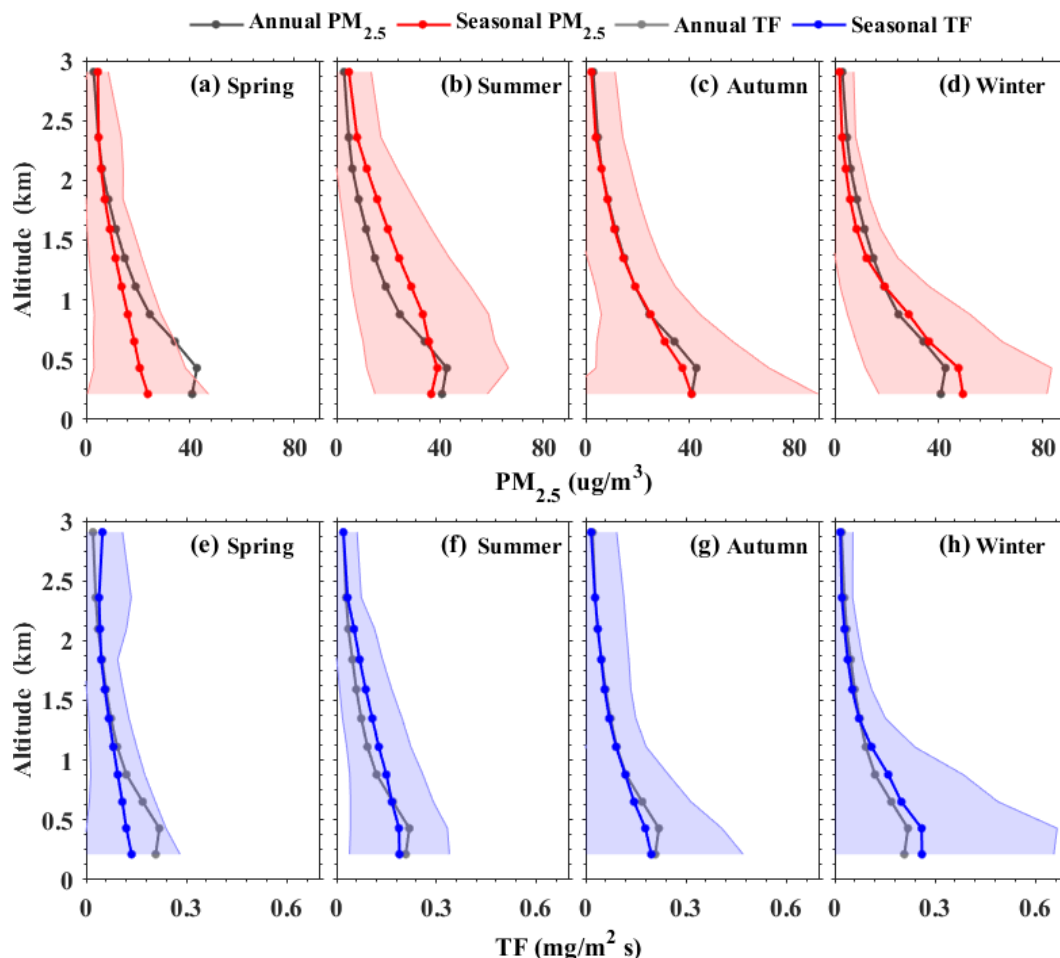 Annual PM2.5 Seasonal PM2.5 Annual TF Seasonal TF
(a) Spring (b) Summer (c) Autumn (d) Winter
3
2.5
2
1.5
1
0.5
0
Altitude (km)
0 40 80 0 40 80 0 40 80 0 40 80
PM2.5 (ug/m3)
(e) Spring (f) Summer (g) Autumn (h) Winter
3
2.5
2
1.5
1
0.5
0
Altitude (km)
0 0.3 0.6 0 0.3 0.6 0 0.3 0.6 0 0.3 0.6
TF (mg/m2 s)